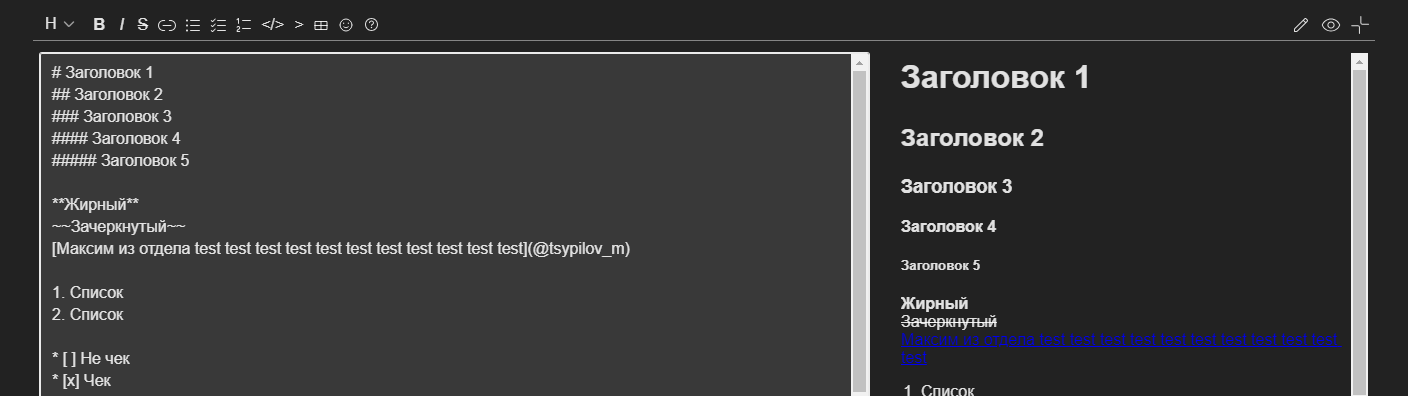 H B I S </> >
# Заголовок 1
## Заголовок 2
### Заголовок 3
#### Заголовок 4
##### Заголовок 5
**Жирный**
~~Зачеркнутый~~
[Максим из отдела test test test test test test test test test test test](@tsypilov_m)
1. Список
2. Список
* [ ] Не чек
* [x] Чек
Заголовок 1
Заголовок 2
Заголовок 3
Заголовок 4
Заголовок 5
Жирный
Зачеркнутый
Максим из отдела test test test test test test test test test test
test
1. Список